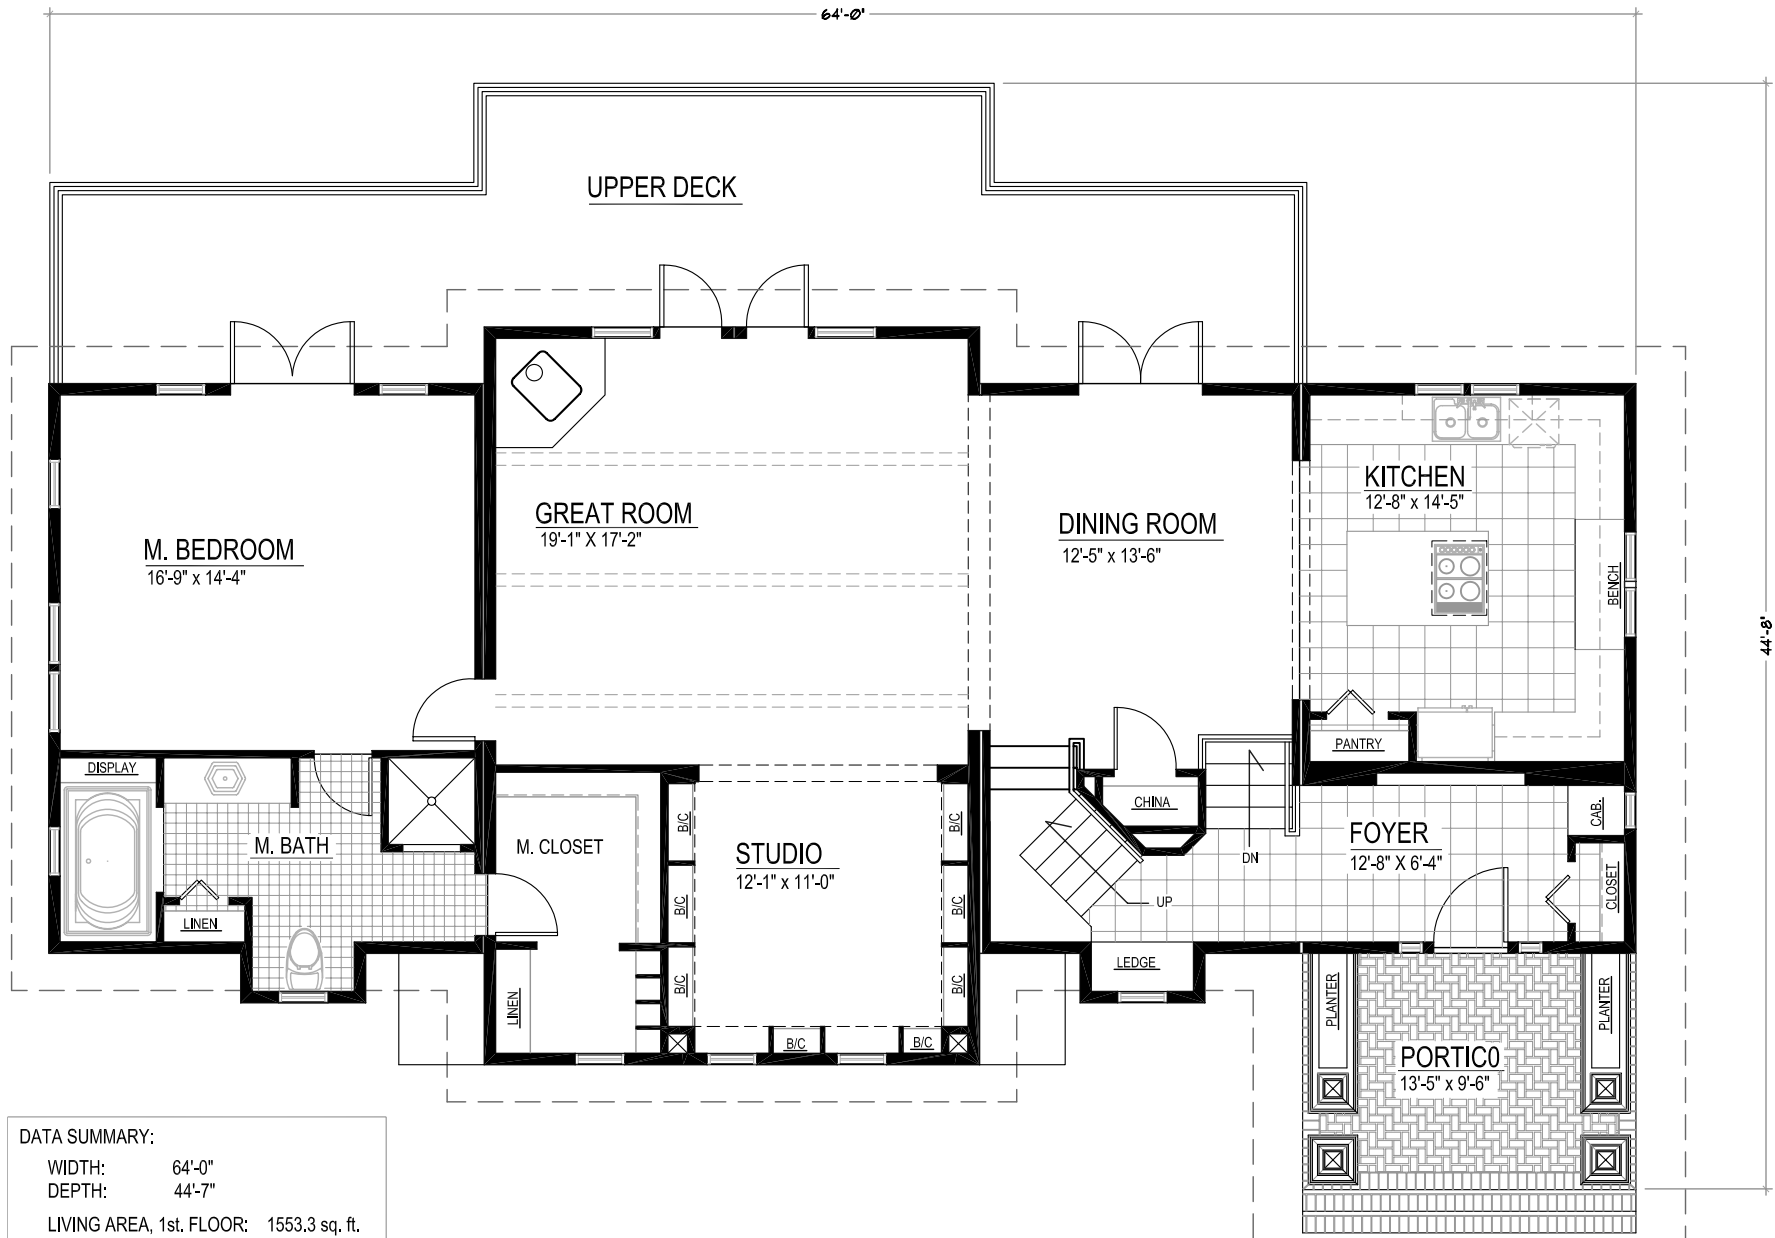 64'-0"
UPPER DECK
KITCHEN
12'-8" x 14'-5"
GREAT ROOM
19'-1" X 17'-2"
DINING ROOM
12'-5" x 13'-6"
M. BEDROOM
16'-9" x 14'-4"
BENCH
44'-8"
PANTRY
DISPLAY
CHINA
CAB.
B/C
B/C
M. BATH
M. CLOSET
STUDIO
12'-1" x 11'-0"
FOYER
12'-8" X 6'-4"
DN
CLOSET
UP
B/C
B/C
LINEN
LEDGE
B/C
B/C
LINEN
PLANTER
PLANTER
B/C
B/C
PORTIC0
13'-5" x 9'-6"
DATA SUMMARY:
WIDTH: 64'-0"
DEPTH: 44'-7"
LIVING AREA, 1st. FLOOR: 1553.3 sq. ft.